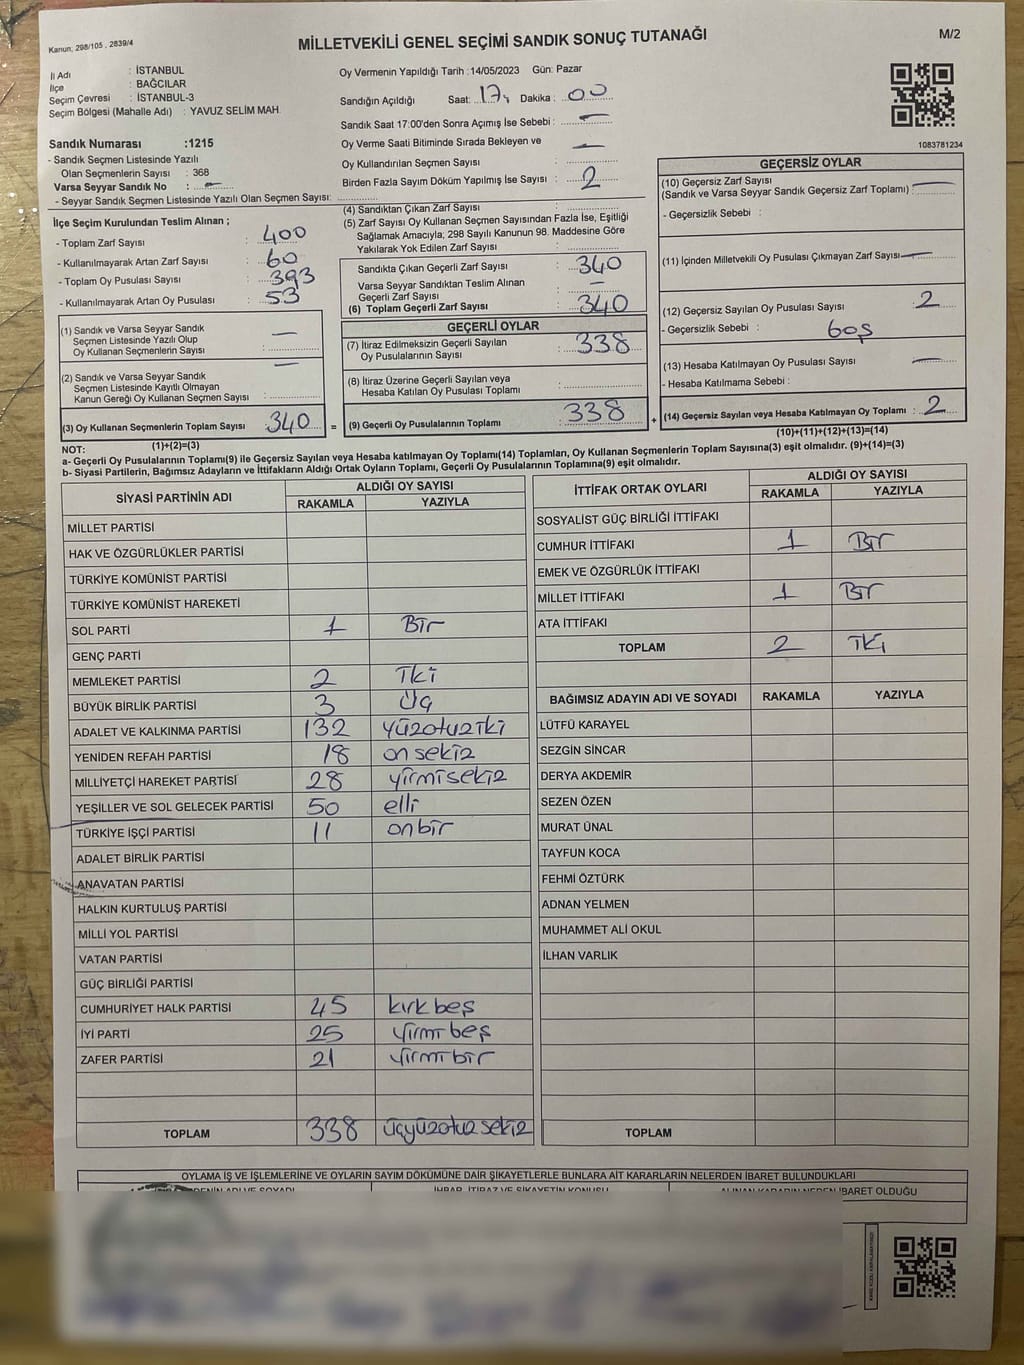 Kanun; 298/105 , 2839/4
MİLLETVEKİLİ GENEL SEÇİMİ SANDIK SONUÇ TUTANAĞI
M/2
İl Adı : İSTANBUL
İlçe : BAĞCILAR
Seçim Çevresi : İSTANBUL-3
Seçim Bölgesi (Mahalle Adı) : YAVUZ SELİM MAH.
Oy Vermenin Yapıldığı Tarih :14/05/2023 Gün: Pazar
Sandığın Açıldığı Saat: 17 Dakika : 00
Sandık Saat 17:00'den Sonra Açılmış İse Sebebi : —
Oy Verme Saati Bitiminde Sırada Bekleyen ve
Oy Kullandırılan Seçmen Sayısı : —
Birden Fazla Sayım Döküm Yapılmış İse Sayısı : 2
1083781234
Sandık Numarası :1215
- Sandık Seçmen Listesinde Yazılı
Olan Seçmenlerin Sayısı : 368
Varsa Seyyar Sandık No : —
- Seyyar Sandık Seçmen Listesinde Yazılı Olan Seçmen Sayısı:
İlçe Seçim Kurulundan Teslim Alınan ;
- Toplam Zarf Sayısı : 400
- Kullanılmayarak Artan Zarf Sayısı : 60
- Toplam Oy Pusulası Sayısı : 393
- Kullanılmayarak Artan Oy Pusulası : 53
(1) Sandık ve Varsa Seyyar Sandık
Seçmen Listesinde Yazılı Olup
Oy Kullanan Seçmenlerin Sayısı : —
(2) Sandık ve Varsa Seyyar Sandık
Seçmen Listesinde Kayıtlı Olmayan
Kanun Gereği Oy Kullanan Seçmen Sayısı : —
(3) Oy Kullanan Seçmenlerin Toplam Sayısı 340
(1)+(2)=(3)
(4) Sandıktan Çıkan Zarf Sayısı :
(5) Zarf Sayısı Oy Kullanan Seçmen Sayısından Fazla İse, Eşitliği
Sağlamak Amacıyla; 298 Sayılı Kanunun 98. Maddesine Göre
Yakılarak Yok Edilen Zarf Sayısı :
Sandıkta Çıkan Geçerli Zarf Sayısı : 340
Varsa Seyyar Sandıktan Teslim Alınan
Geçerli Zarf Sayısı : —
(6) Toplam Geçerli Zarf Sayısı : 340
GEÇERLİ OYLAR
(7) İtiraz Edilmeksizin Geçerli Sayılan
Oy Pusulalarının Sayısı : 338
(8) İtiraz Üzerine Geçerli Sayılan veya
Hesaba Katılan Oy Pusulası Toplamı :
= (9) Geçerli Oy Pusulalarının Toplamı : 338 +
GEÇERSİZ OYLAR
(10) Geçersiz Zarf Sayısı
(Sandık ve Varsa Seyyar Sandık Geçersiz Zarf Toplamı) : —
- Geçersizlik Sebebi :
(11) İçinden Milletvekili Oy Pusulası Çıkmayan Zarf Sayısı: —
(12) Geçersiz Sayılan Oy Pusulası Sayısı : 2
- Geçersizlik Sebebi : boş
(13) Hesaba Katılmayan Oy Pusulası Sayısı : —
- Hesaba Katılmama Sebebi :
(14) Geçersiz Sayılan veya Hesaba Katılmayan Oy Toplamı : 2
(10)+(11)+(12)+(13)=(14)
NOT:
a- Geçerli Oy Pusulalarının Toplamı(9) ile Geçersiz Sayılan veya Hesaba katılmayan Oy Toplamı(14) Toplamları, Oy Kullanan Seçmenlerin Toplam Sayısına(3) eşit olmalıdır. (9)+(14)=(3)
b- Siyasi Partilerin, Bağımsız Adayların ve İttifakların Aldığı Ortak Oyların Toplamı, Geçerli Oy Pusulalarının Toplamına(9) eşit olmalıdır.
SİYASİ PARTİNİN ADI ALDIĞI OY SAYISI
RAKAMLA YAZIYLA
MİLLET PARTİSİ
HAK VE ÖZGÜRLÜKLER PARTİSİ
TÜRKİYE KOMÜNİST PARTİSİ
TÜRKİYE KOMÜNİST HAREKETİ
SOL PARTİ 1 Bir
GENÇ PARTİ
MEMLEKET PARTİSİ 2 İki
BÜYÜK BİRLİK PARTİSİ 3 Üç
ADALET VE KALKINMA PARTİSİ 132 yüzotuziki
YENİDEN REFAH PARTİSİ 18 on sekiz
MİLLİYETÇİ HAREKET PARTİSİ 28 yirmisekiz
YEŞİLLER VE SOL GELECEK PARTİSİ 50 elli
TÜRKİYE İŞÇİ PARTİSİ 11 onbir
ADALET BİRLİK PARTİSİ
ANAVATAN PARTİSİ
HALKIN KURTULUŞ PARTİSİ
MİLLİ YOL PARTİSİ
VATAN PARTİSİ
GÜÇ BİRLİĞİ PARTİSİ
CUMHURİYET HALK PARTİSİ 45 kırk beş
İYİ PARTİ 25 yirmi beş
ZAFER PARTİSİ 21 yirmi bir
TOPLAM 338 üçyüzotuz sekiz
İTTİFAK ORTAK OYLARI ALDIĞI OY SAYISI
RAKAMLA YAZIYLA
SOSYALİST GÜÇ BİRLİĞİ İTTİFAKI
CUMHUR İTTİFAKI 1 Bir
EMEK VE ÖZGÜRLÜK İTTİFAKI
MİLLET İTTİFAKI 1 Bir
ATA İTTİFAKI
TOPLAM 2 İki
BAĞIMSIZ ADAYIN ADI VE SOYADI RAKAMLA YAZIYLA
LÜTFÜ KARAYEL
SEZGİN SİNCAR
DERYA AKDEMİR
SEZEN ÖZEN
MURAT ÜNAL
TAYFUN KOCA
FEHMİ ÖZTÜRK
ADNAN YELMEN
MUHAMMET ALİ OKUL
İLHAN VARLIK
TOPLAM
OYLAMA İŞ VE İŞLEMLERİNE VE OYLARIN SAYIM DÖKÜMÜNE DAİR ŞİKAYETLERLE BUNLARA AİT KARARLARIN NELERDEN İBARET BULUNDUKLARI
İHBAR, İTİRAZ VE ŞİKAYETİN KONUSU ALINAN KARARIN NEDEN İBARET OLDUĞU